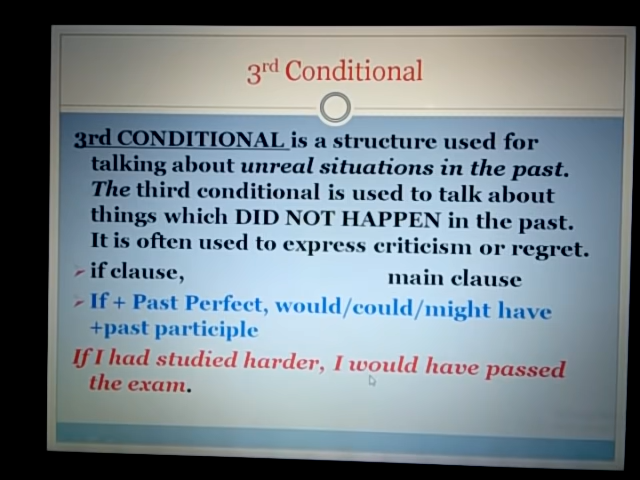 3rd Conditional
3rd CONDITIONAL is a structure used for
talking about unreal situations in the past.
The third conditional is used to talk about
things which DID NOT HAPPEN in the past.
It is often used to express criticism or regret.
if clause, main clause
If + Past Perfect, would/could/might have
+past participle
If I had studied harder, I would have passed
the exam.